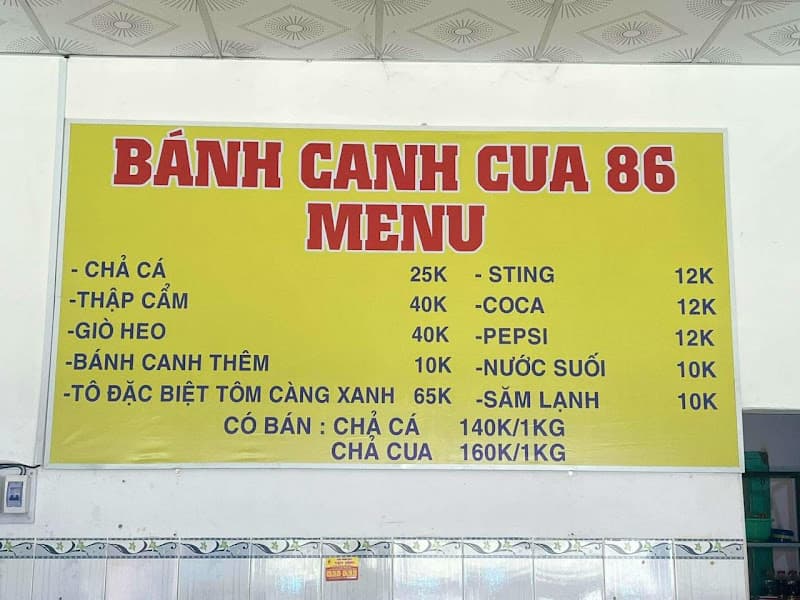 BÁNH CANH CUA 86
MENU
- CHẢ CÁ 25K
-THẬP CẨM 40K
-GIÒ HEO 40K
-BÁNH CANH THÊM 10K
-TÔ ĐẶC BIỆT TÔM CÀNG XANH 65K
- STING 12K
-COCA 12K
-PEPSI 12K
-NƯỚC SUỐI 10K
-SĂM LẠNH 10K
CÓ BÁN : CHẢ CÁ 140K/1KG
CHẢ CUA 160K/1KG